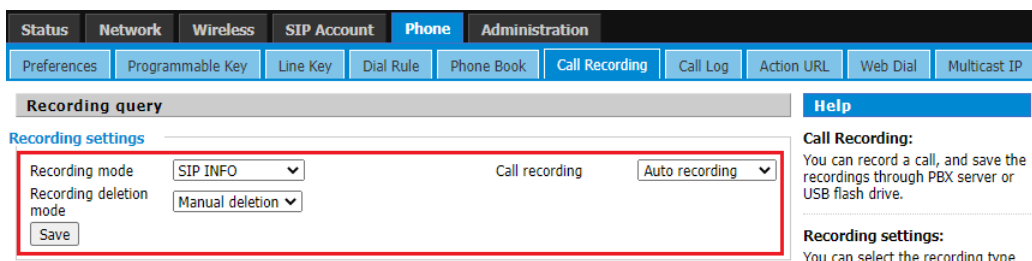 Status Network Wireless SIP Account Phone Administration
Preferences Programmable Key Line Key Dial Rule Phone Book Call Recording Call Log Action URL Web Dial Multicast IP
Recording query
Recording settings
Recording mode SIP INFO Call recording Auto recording
Recording deletion
mode Manual deletion
Save
Help
Call Recording:
You can record a call, and save the
recordings through PBX server or
USB flash drive.
Recording settings:
You can select the recording type